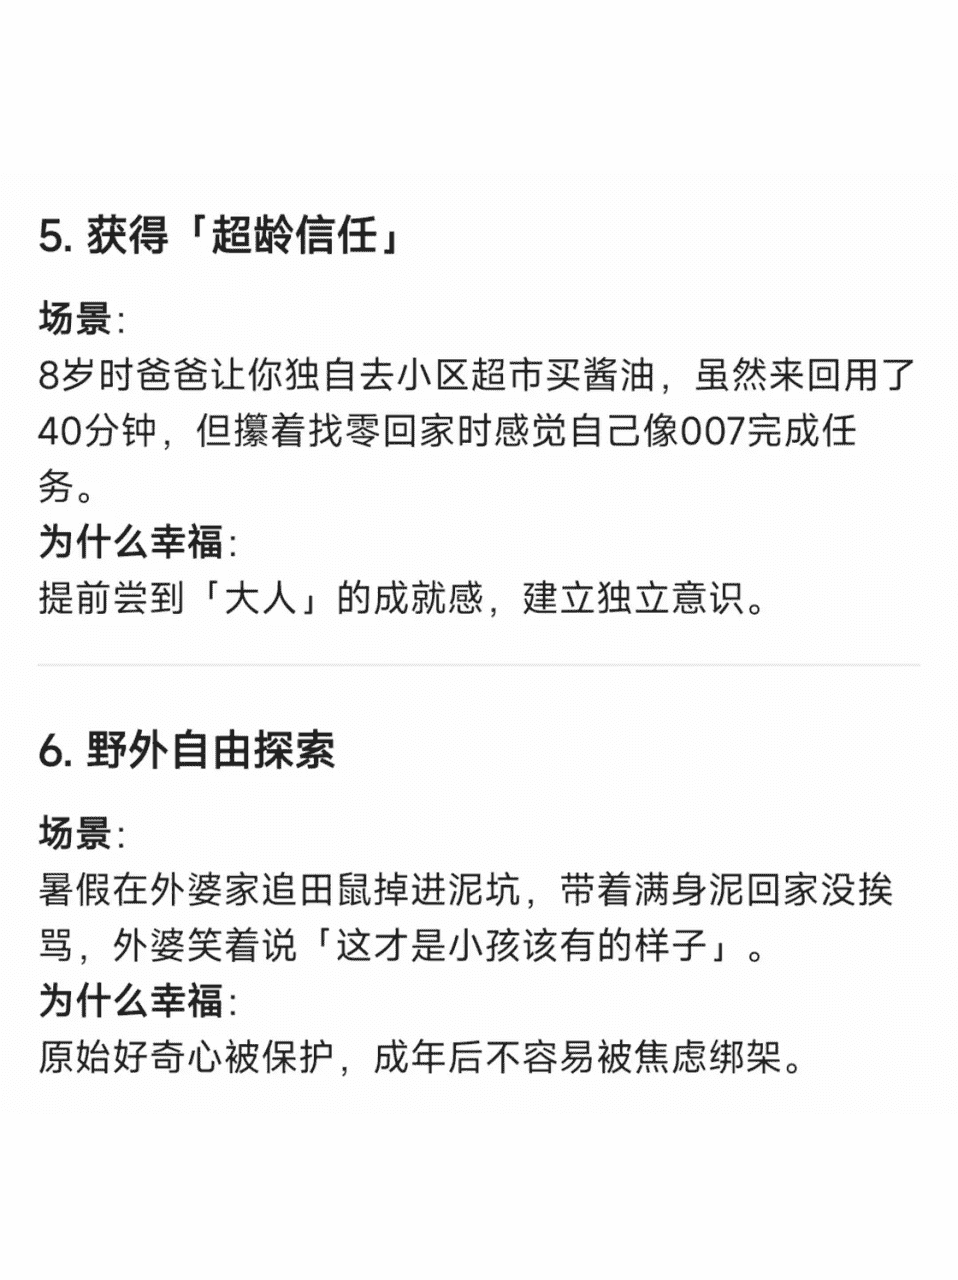 5. 获得「超龄信任」
场景：
8岁时爸爸让你独自去小区超市买酱油，虽然来回用了
40分钟，但攥着找零回家时感觉自己像007完成任
务。
为什么幸福：
提前尝到「大人」的成就感，建立独立意识。
6. 野外自由探索
场景：
暑假在外婆家追田鼠掉进泥坑，带着满身泥回家没挨
骂，外婆笑着说「这才是小孩该有的样子」。
为什么幸福：
原始好奇心被保护，成年后不容易被焦虑绑架。